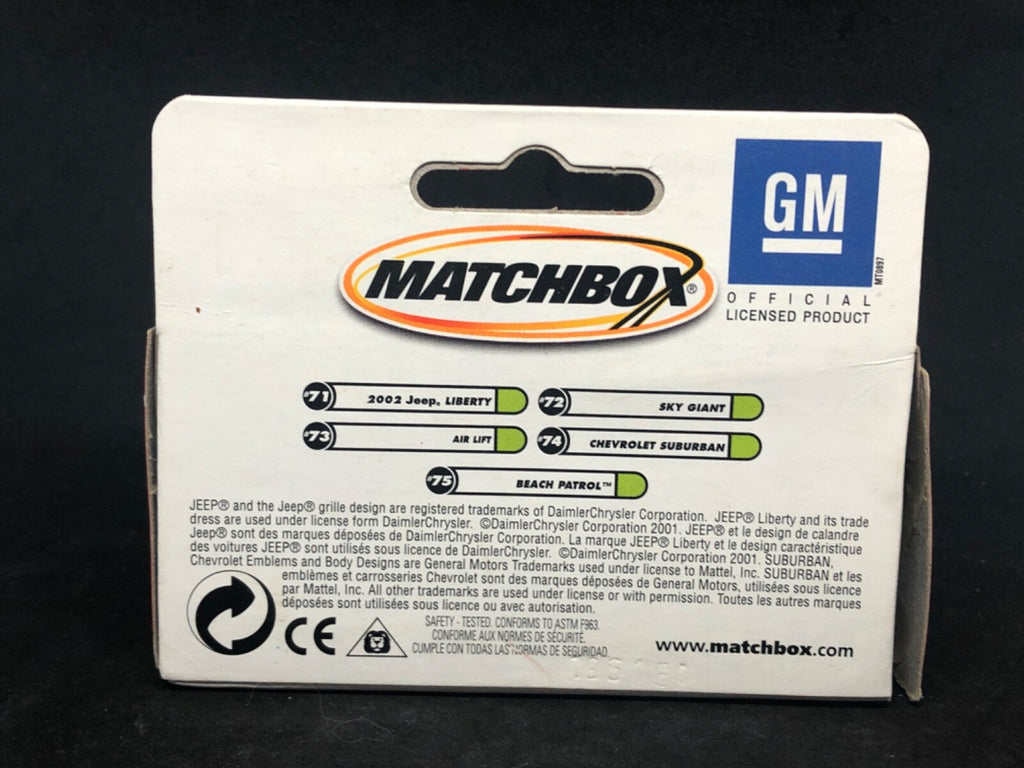 GM
MT0897
OFFICIAL
LICENSED PRODUCT
MATCHBOX®
#71 2002 Jeep® LIBERTY
#72 SKY GIANT
#73 AIR LIFT
#74 CHEVROLET SUBURBAN
#75 BEACH PATROL™
JEEP® and the Jeep® grille design are registered trademarks of DaimlerChrysler Corporation. JEEP® Liberty and its trade
dress are used under license form DaimlerChrysler. ©DaimlerChrysler Corporation 2001. JEEP® et le design de calandre
Jeep® sont des marques déposées de DaimlerChrysler Corporation. La marque JEEP® Liberty et le design caractéristique
des voitures JEEP® sont utilisés sous licence de DaimlerChrysler. ©DaimlerChrysler Corporation 2001. SUBURBAN,
Chevrolet Emblems and Body Designs are General Motors Trademarks used under license to Mattel, Inc. SUBURBAN et les
emblèmes et carrosseries Chevrolet sont des marques déposées de General Motors, utilisées sous licence
par Mattel, Inc. All other trademarks are used under license or with permission. Toutes les autres marques
déposées sont utilisées sous licence ou avec autorisation.
CE
SAFETY - TESTED. CONFORMS TO ASTM F963.
CONFORME AUX NORMES DE SÉCURITÉ.
CUMPLE CON TODAS LAS NORMAS DE SEGURIDAD.
www.matchbox.com